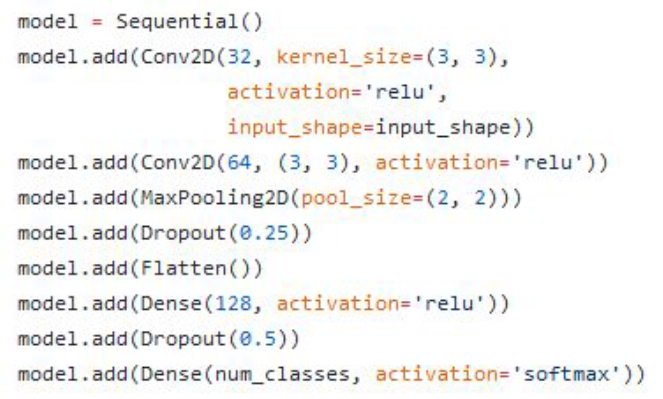 model = Sequential()
model.add(Conv2D(32, kernel_size=(3, 3),
                 activation='relu',
                 input_shape=input_shape))
model.add(Conv2D(64, (3, 3), activation='relu'))
model.add(MaxPooling2D(pool_size=(2, 2)))
model.add(Dropout(0.25))
model.add(Flatten())
model.add(Dense(128, activation='relu'))
model.add(Dropout(0.5))
model.add(Dense(num_classes, activation='softmax'))